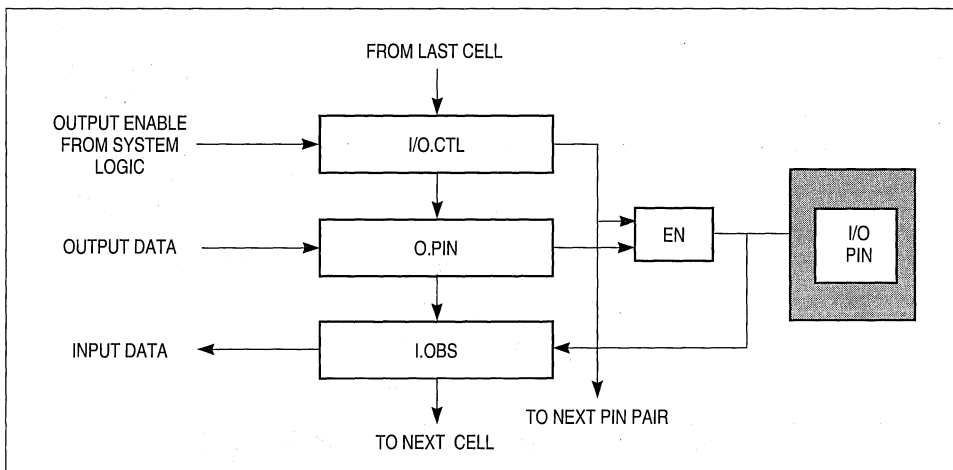 FROM LAST CELL
OUTPUT ENABLE
FROM SYSTEM
LOGIC
I/O.CTL
OUTPUT DATA
O.PIN
EN
I/O
PIN
INPUT DATA
I.OBS
TO NEXT PIN PAIR
TO NEXT CELL